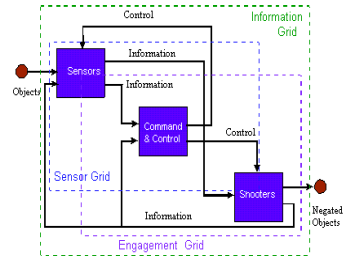 Control
Information
Grid
Information
Sensors
Information
Objects
Command
& Control
Control
Sensor Grid
Shooters
Information
Negated
Objects
Engagement Grid